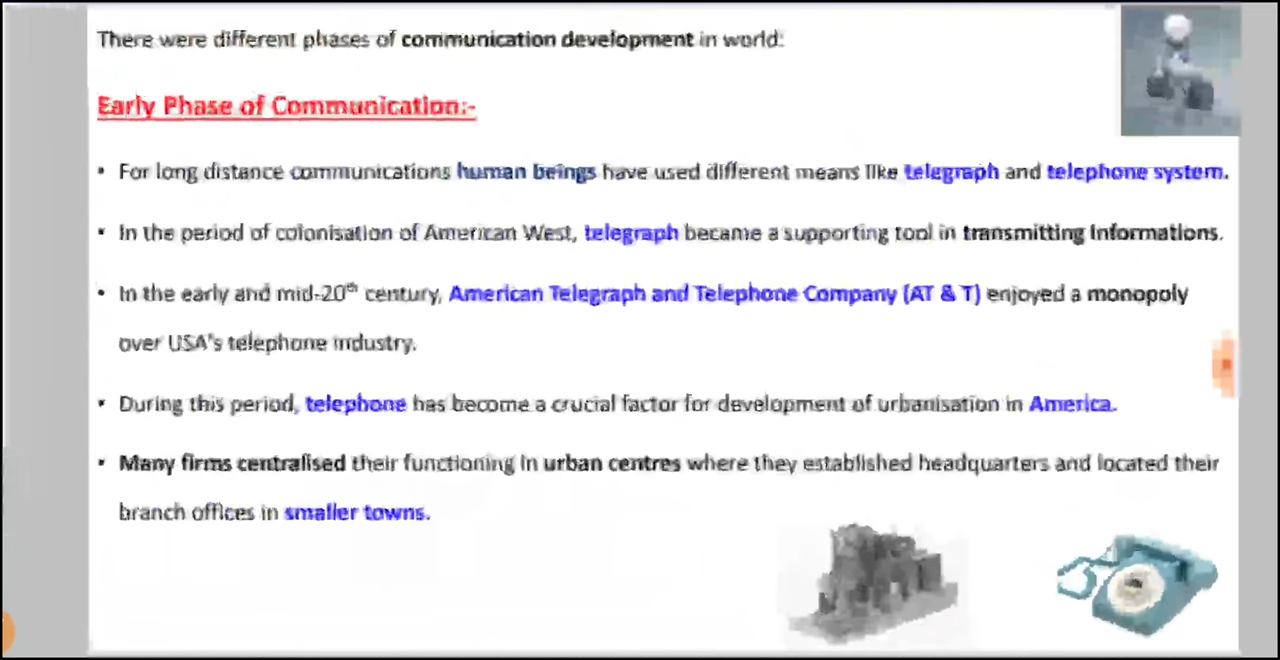 There were different phases of communication development in world:
Early Phase of Communication:-
• For long distance communications human beings have used different means like telegraph and telephone system.
• In the period of colonisation of American West, telegraph became a supporting tool in transmitting informations.
• In the early and mid-20th century, American Telegraph and Telephone Company (AT & T) enjoyed a monopoly
over USA's telephone industry.
• During this period, telephone has become a crucial factor for development of urbanisation in America.
• Many firms centralised their functioning in urban centres where they established headquarters and located their
branch offices in smaller towns.